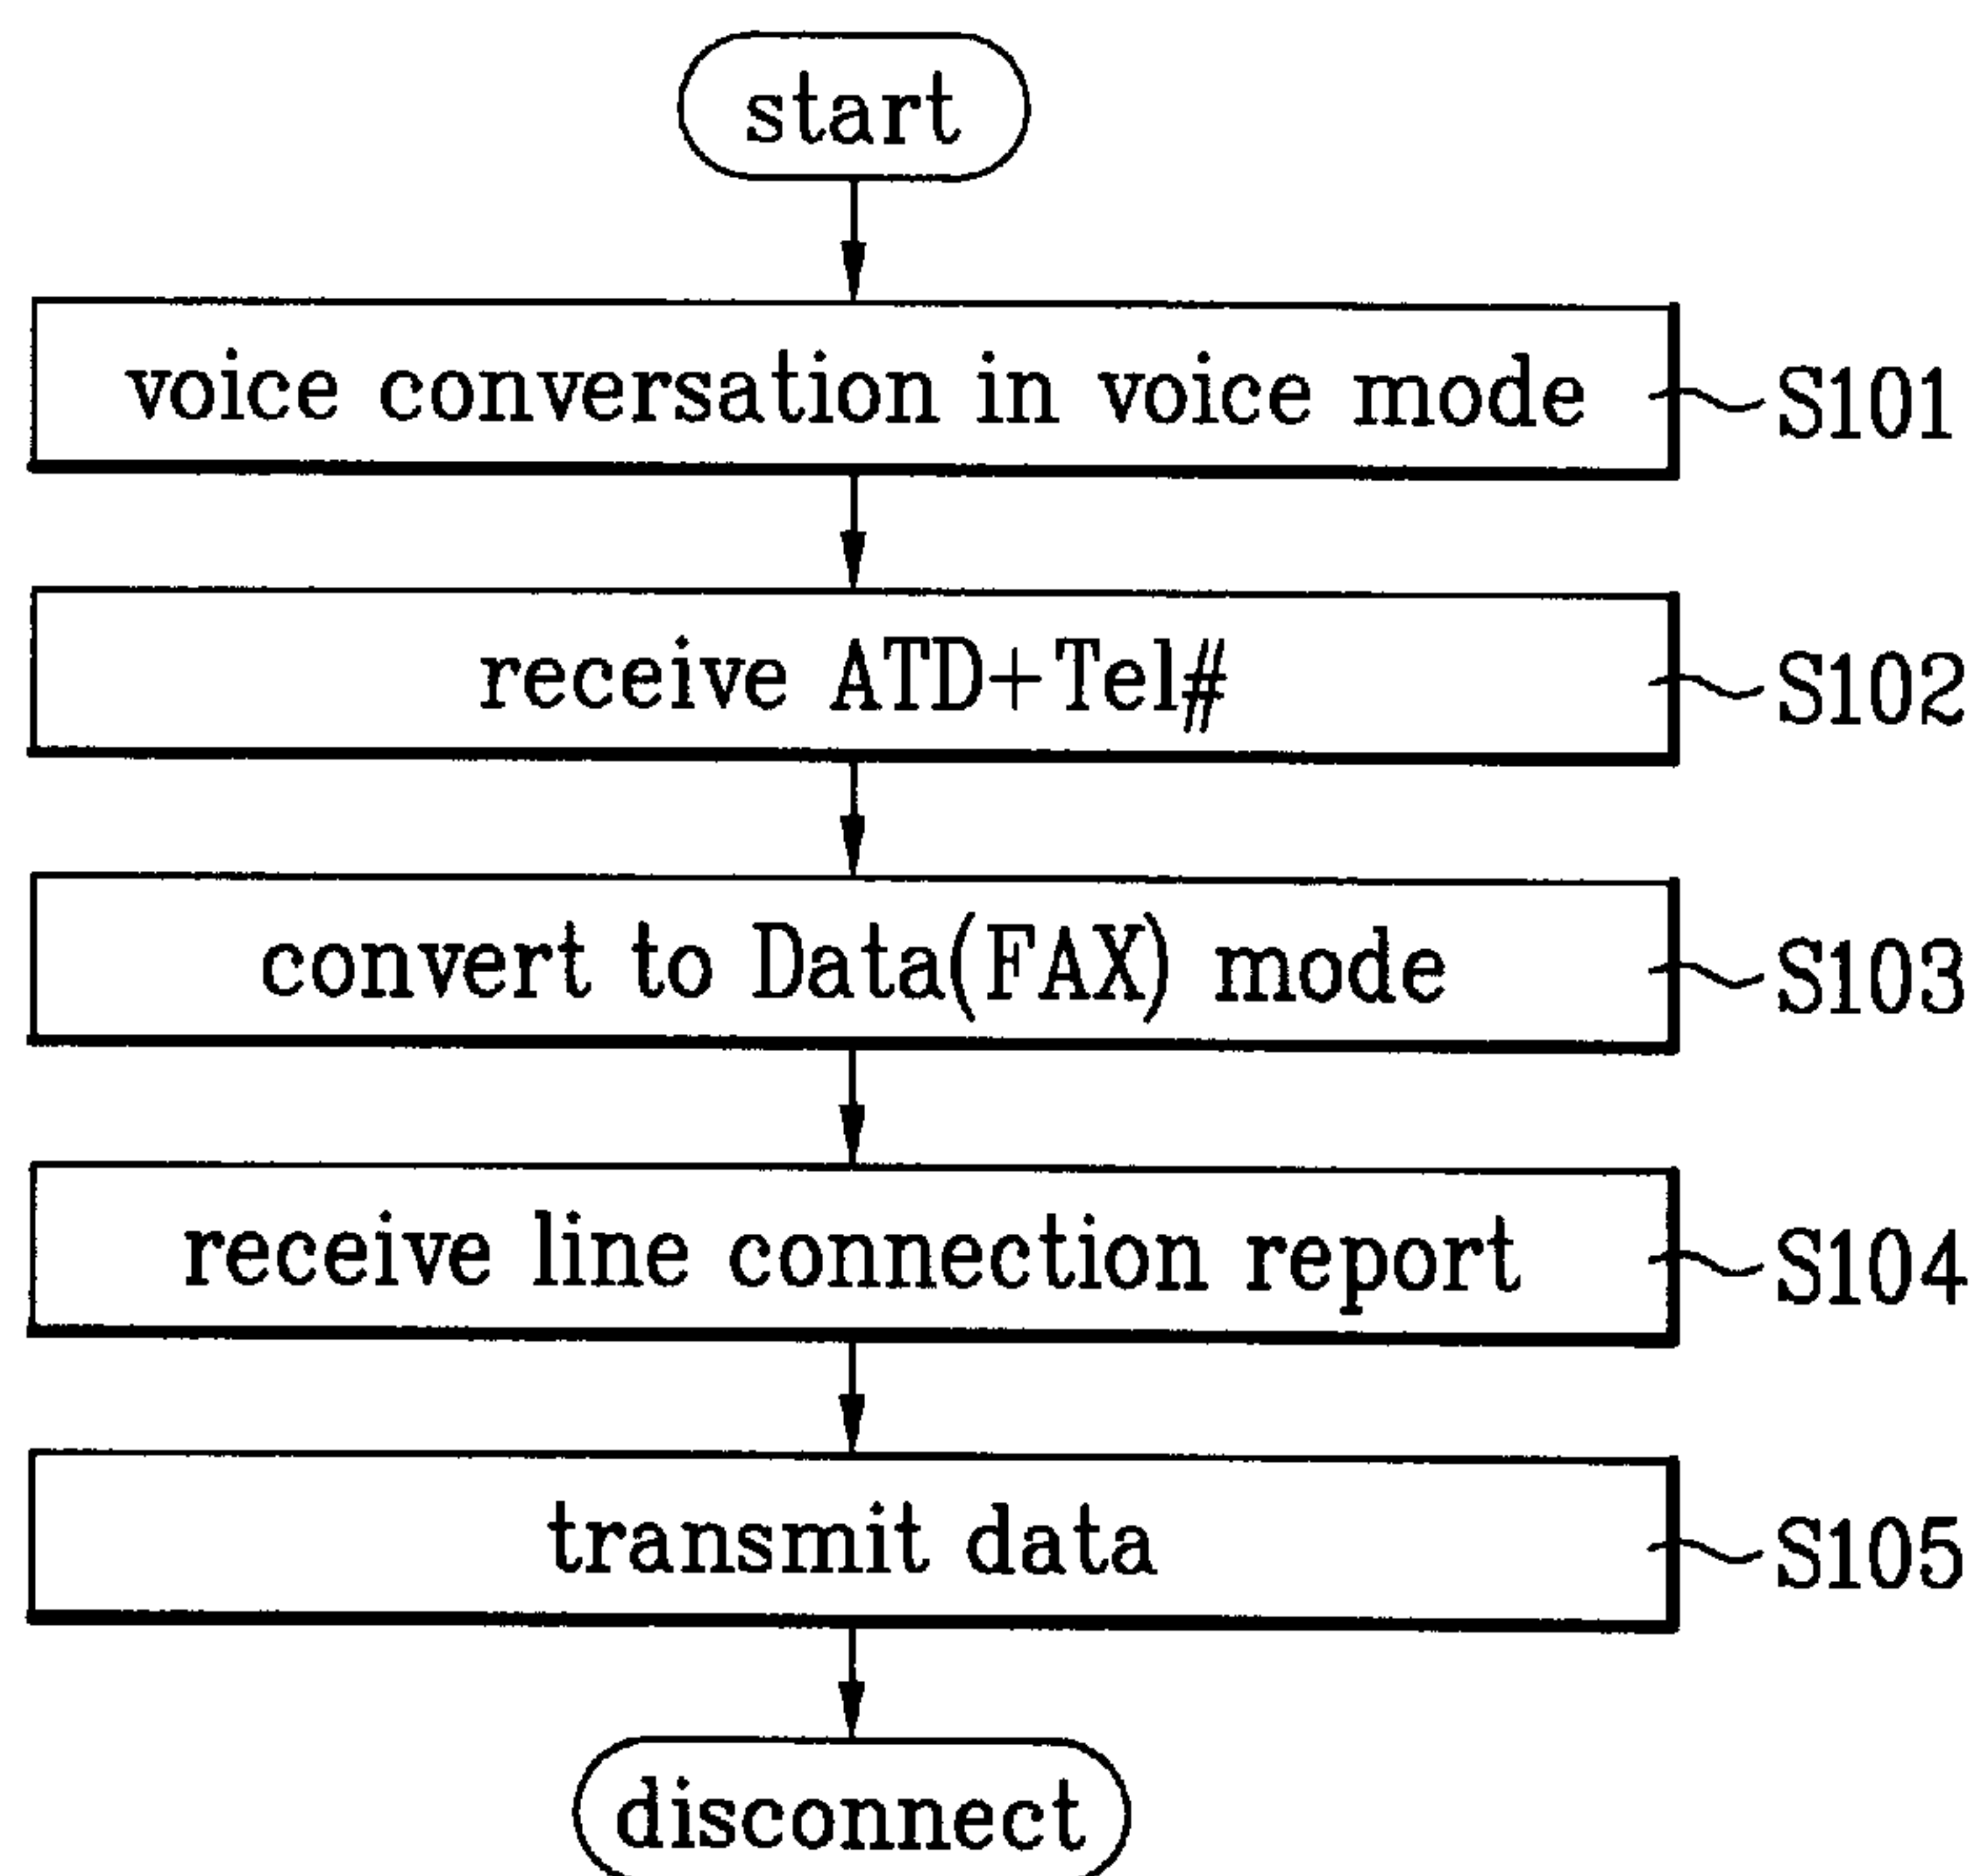 start
voice conversation in voice mode S101
receive ATD+Tel# S102
convert to Data(FAX) mode S103
receive line connection report S104
transmit data S105
disconnect